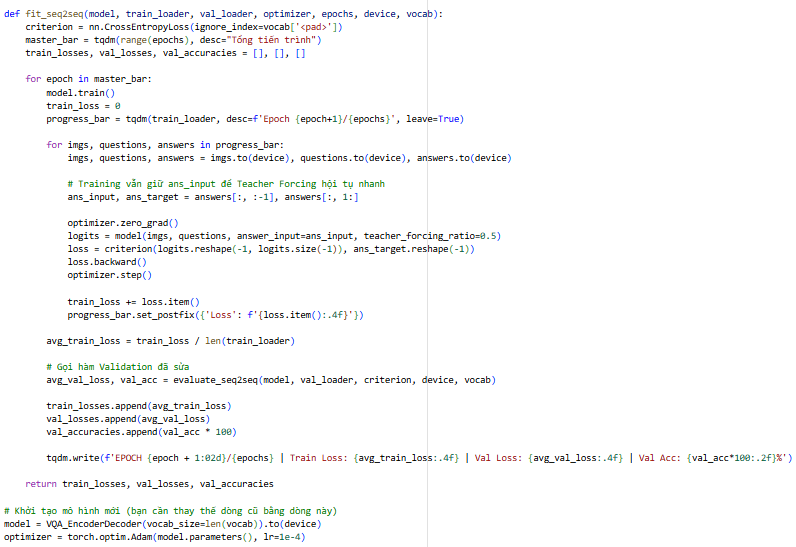 def fit_seq2seq(model, train_loader, val_loader, optimizer, epochs, device, vocab):
    criterion = nn.CrossEntropyLoss(ignore_index=vocab['<pad>'])
    master_bar = tqdm(range(epochs), desc="Tổng tiến trình")
    train_losses, val_losses, val_accuracies = [], [], []

    for epoch in master_bar:
        model.train()
        train_loss = 0
        progress_bar = tqdm(train_loader, desc=f'Epoch {epoch+1}/{epochs}', leave=True)

        for imgs, questions, answers in progress_bar:
            imgs, questions, answers = imgs.to(device), questions.to(device), answers.to(device)

            # Training vẫn giữ ans_input để Teacher Forcing hội tụ nhanh
            ans_input, ans_target = answers[:, :-1], answers[:, 1:]

            optimizer.zero_grad()
            logits = model(imgs, questions, answer_input=ans_input, teacher_forcing_ratio=0.5)
            loss = criterion(logits.reshape(-1, logits.size(-1)), ans_target.reshape(-1))
            loss.backward()
            optimizer.step()

            train_loss += loss.item()
            progress_bar.set_postfix({'Loss': f'{loss.item():.4f}'})

        avg_train_loss = train_loss / len(train_loader)

        # Gọi hàm Validation đã sửa
        avg_val_loss, val_acc = evaluate_seq2seq(model, val_loader, criterion, device, vocab)

        train_losses.append(avg_train_loss)
        val_losses.append(avg_val_loss)
        val_accuracies.append(val_acc * 100)

        tqdm.write(f'EPOCH {epoch + 1:02d}/{epochs} | Train Loss: {avg_train_loss:.4f} | Val Loss: {avg_val_loss:.4f} | Val Acc: {val_acc*100:.2f}%')

    return train_losses, val_losses, val_accuracies

# Khởi tạo mô hình mới (bạn cần thay thế dòng cũ bằng dòng này)
model = VQA_EncoderDecoder(vocab_size=len(vocab)).to(device)
optimizer = torch.optim.Adam(model.parameters(), lr=1e-4)